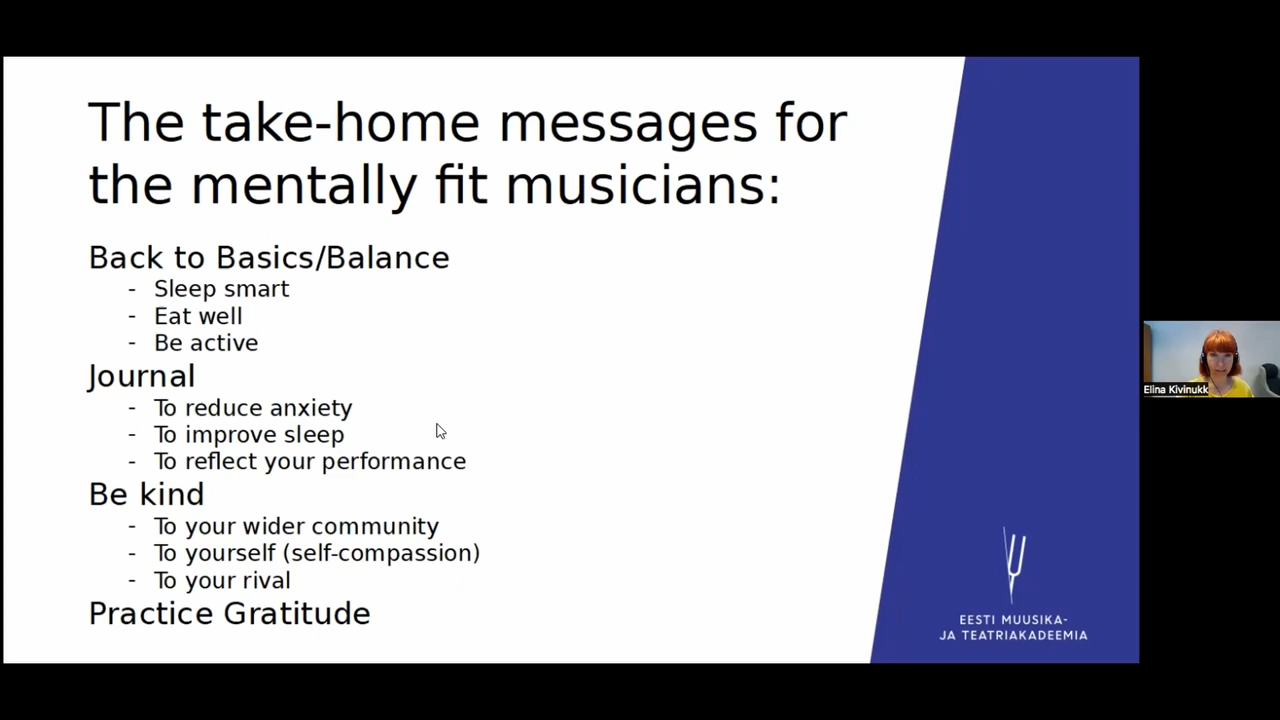 The take-home messages for
the mentally fit musicians:
Back to Basics/Balance
- Sleep smart
- Eat well
- Be active
Journal
- To reduce anxiety
- To improve sleep
- To reflect your performance
Be kind
- To your wider community
- To yourself (self-compassion)
- To your rival
Practice Gratitude
EESTI MUUSIKA-
JA TEATRIAKADEEMIA
Elina Kivinukk